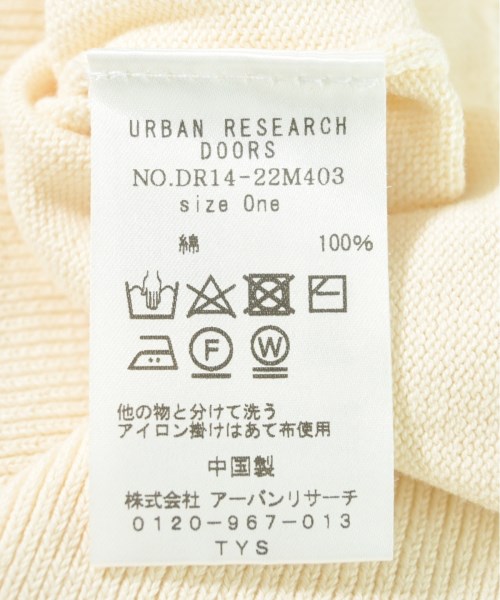 URBAN RESEARCH
DOORS
NO.DR14-22M403
size One
綿 100%
F W
他の物と分けて洗う
アイロン掛けはあて布使用
中国製
株式会社 アーバンリサーチ
0120-967-013
TYS